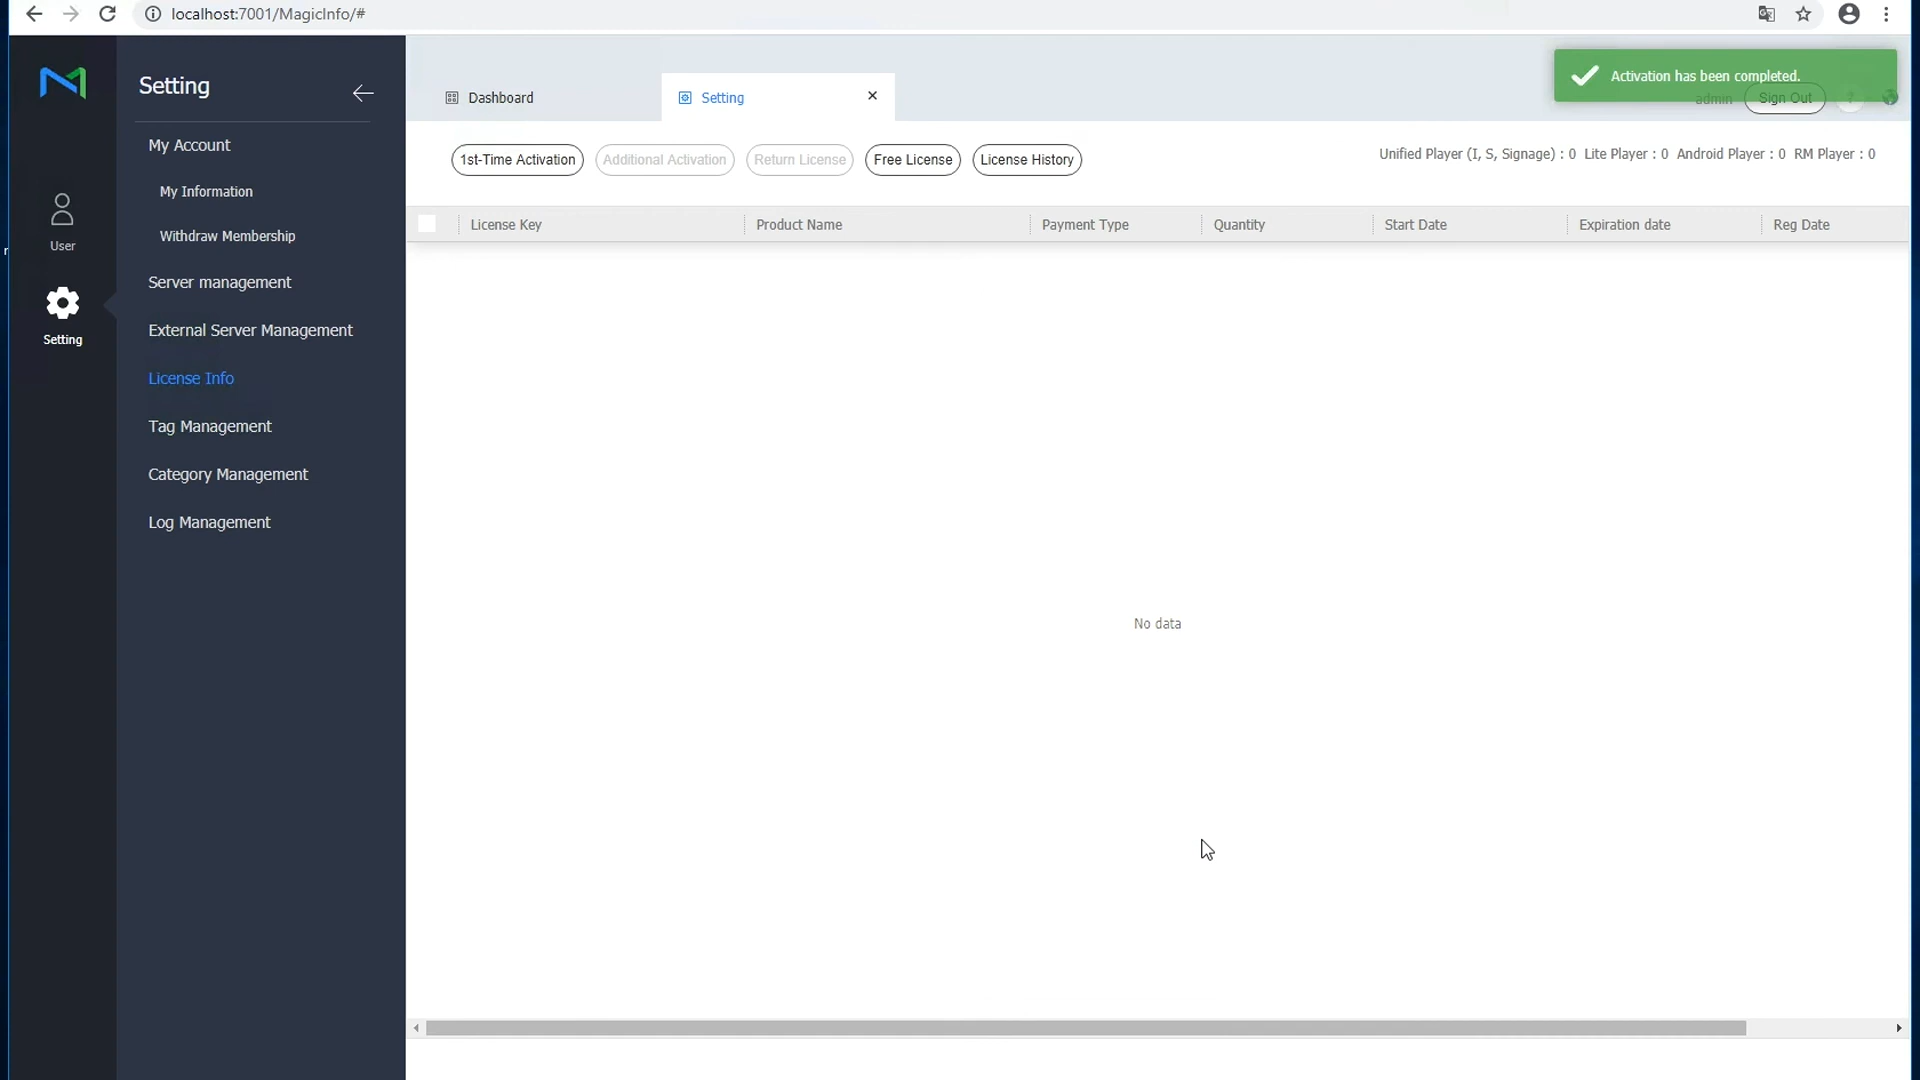 localhost:7001/MagicInfo/#
Setting
My Account
My Information
Withdraw Membership
Server management
External Server Management
License Info
Tag Management
Category Management
Log Management
User
Setting
Dashboard
Setting
Activation has been completed.
admin
Sign Out
?
1st-Time Activation
Additional Activation
Return License
Free License
License History
Unified Player (I, S, Signage) : 0 Lite Player : 0 Android Player : 0 RM Player : 0
License Key
Product Name
Payment Type
Quantity
Start Date
Expiration date
Reg Date
No data